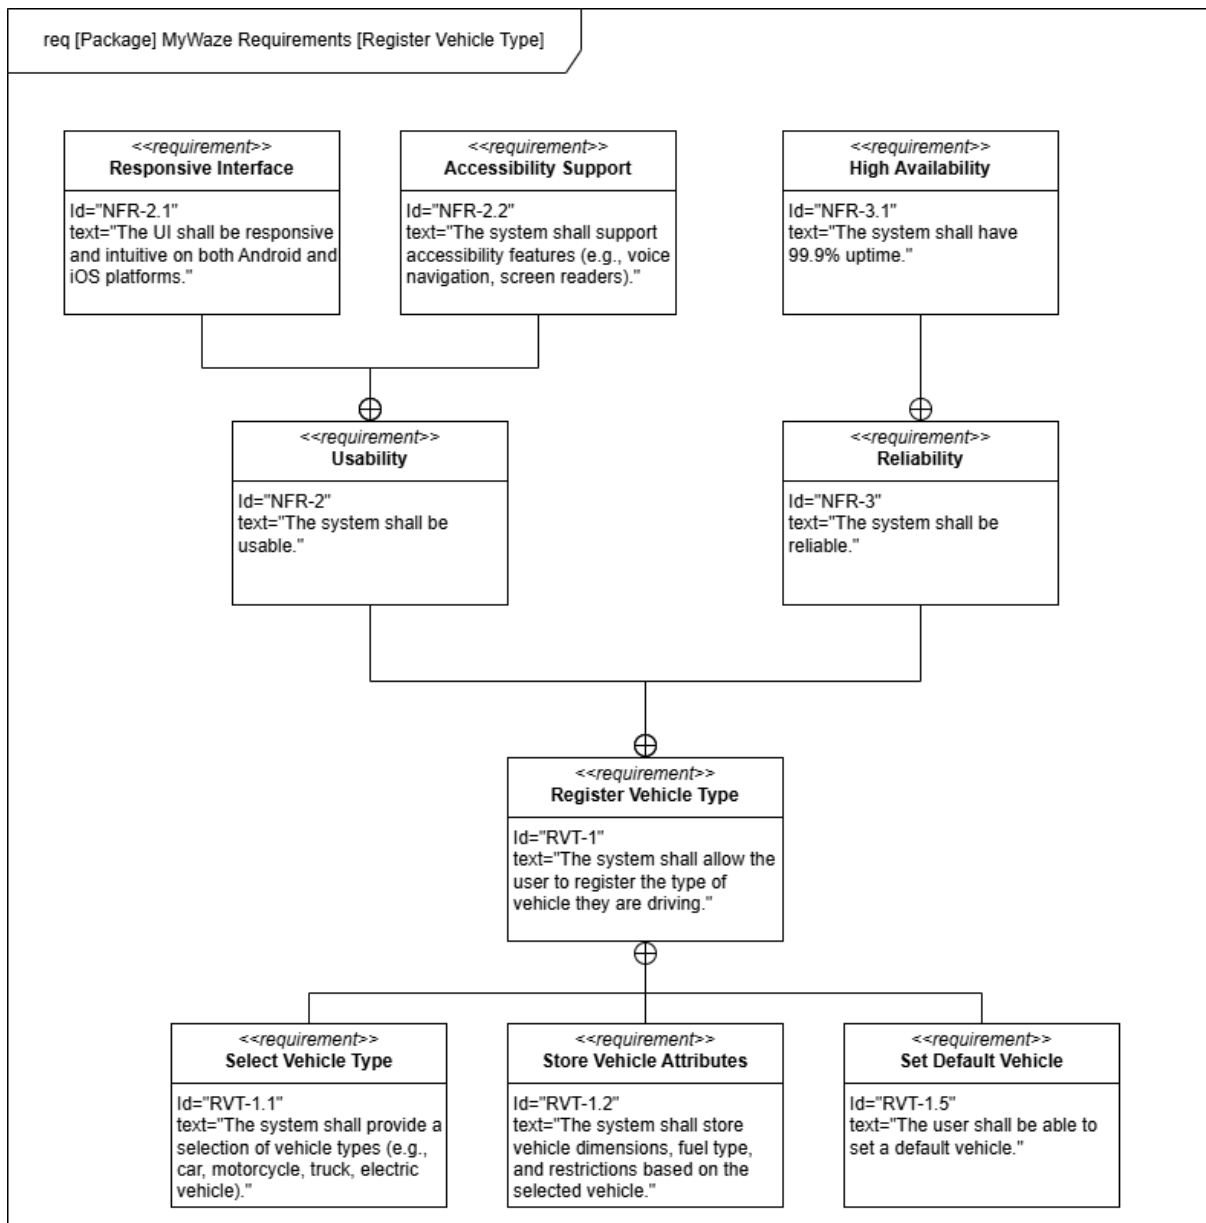 req [Package] MyWaze Requirements [Register Vehicle Type]
<<requirement>>
Responsive Interface
Id="NFR-2.1"
text="The UI shall be responsive
and intuitive on both Android and
iOS platforms."
<<requirement>>
Accessibility Support
Id="NFR-2.2"
text="The system shall support
accessibility features (e.g., voice
navigation, screen readers)."
<<requirement>>
High Availability
Id="NFR-3.1"
text="The system shall have
99.9% uptime."
<<requirement>>
Usability
Id="NFR-2"
text="The system shall be
usable."
<<requirement>>
Reliability
Id="NFR-3"
text="The system shall be
reliable."
<<requirement>>
Register Vehicle Type
Id="RVT-1"
text="The system shall allow the
user to register the type of
vehicle they are driving."
<<requirement>>
Select Vehicle Type
Id="RVT-1.1"
text="The system shall provide a
selection of vehicle types (e.g.,
car, motorcycle, truck, electric
vehicle)."
<<requirement>>
Store Vehicle Attributes
Id="RVT-1.2"
text="The system shall store
vehicle dimensions, fuel type,
and restrictions based on the
selected vehicle."
<<requirement>>
Set Default Vehicle
Id="RVT-1.5"
text="The user shall be able to
set a default vehicle."